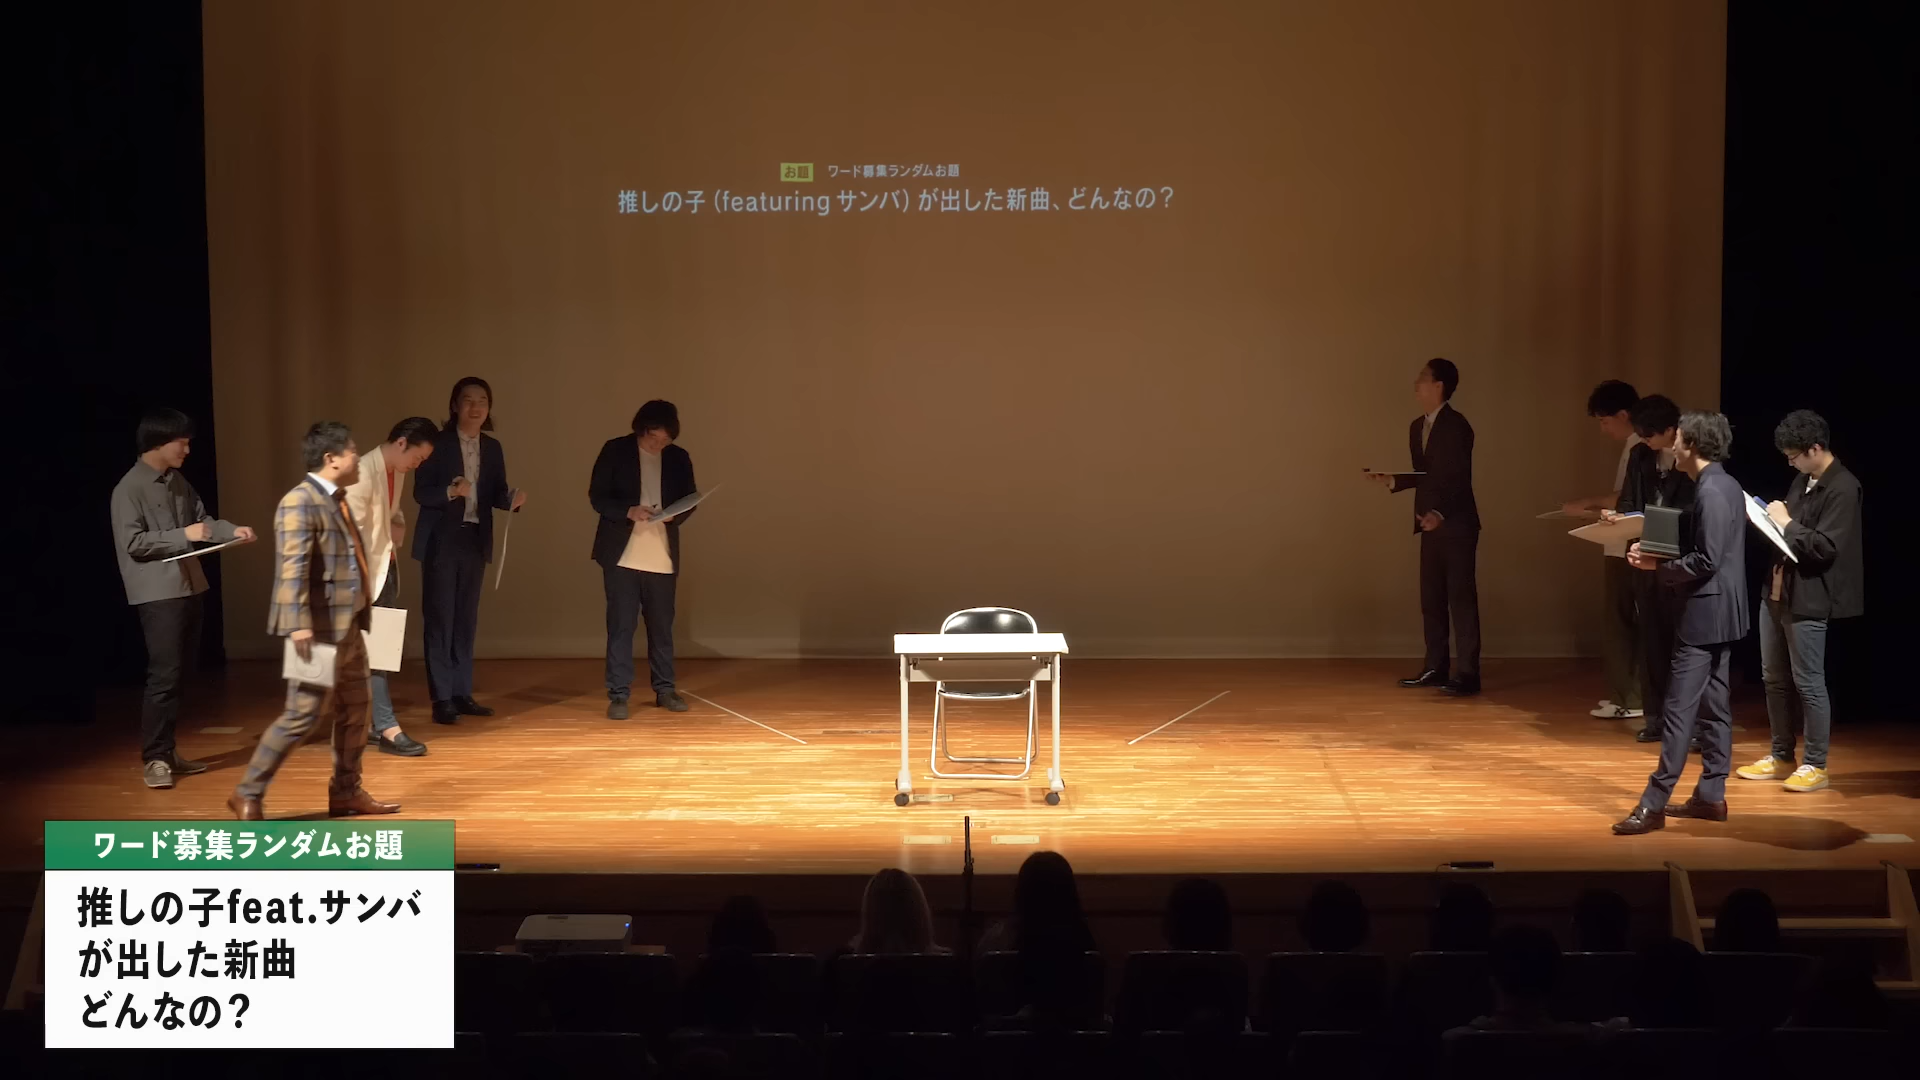 お題 ワード募集ランダムお題
推しの子（featuring サンバ）が出した新曲、どんなの？
ワード募集ランダムお題
推しの子feat.サンバ
が出した新曲
どんなの？